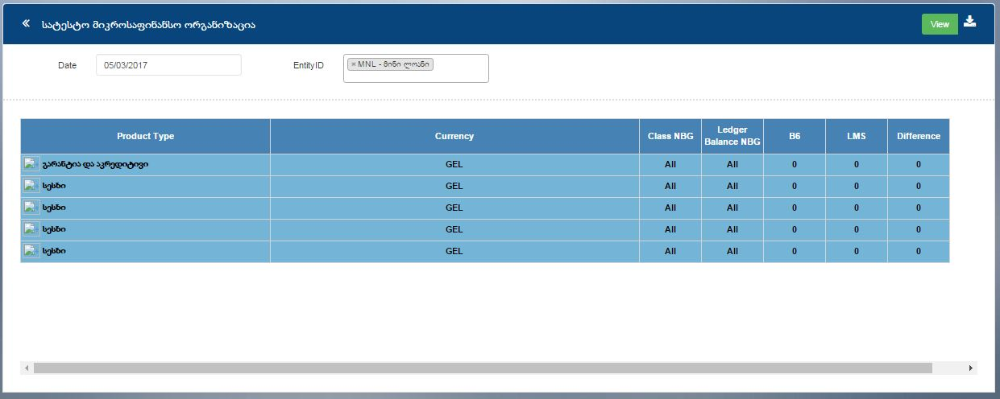 « სატესტო მიკროსაფინანსო ორგანიზაცია View
Date 05/03/2017 EntityID × MNL - მინი ლოანი
Product Type Currency Class NBG Ledger Balance NBG B6 LMS Difference
გარანტია და აკრედიტივი GEL All All 0 0 0
სესხი GEL All All 0 0 0
სესხი GEL All All 0 0 0
სესხი GEL All All 0 0 0
სესხი GEL All All 0 0 0